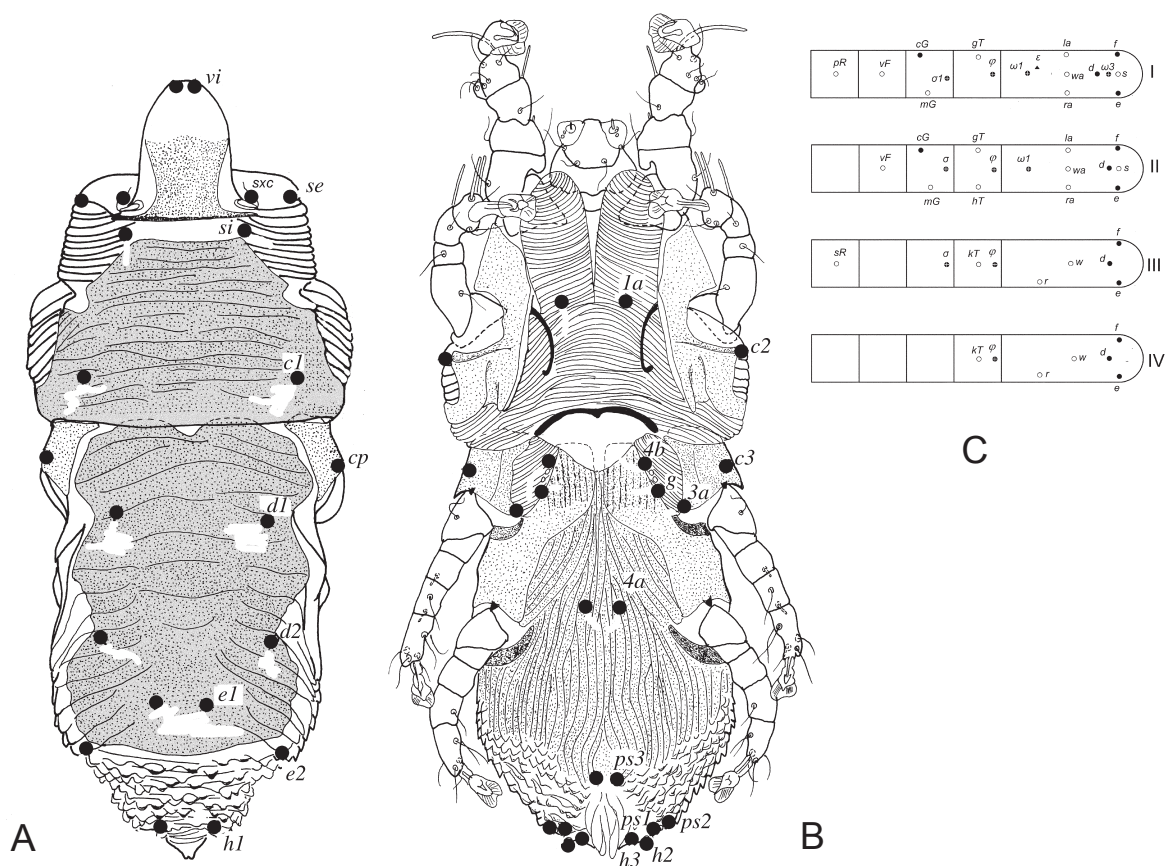 vi
sxc
se
si
c1
cp
d1
d2
e1
e2
h1
A
1a
c2
4b
c3
g
3a
4a
ps3
ps1
ps2
h3
h2
B
cG gT la f
pR vF φ ω1 ε d ω3 I
σ1 wa s
mG ra e
cG gT la f
vF σ φ ω1 d II
wa s
mG hT ra e
f
sR σ kT φ w d III
r
e
f
kT φ w d IV
r
e
C